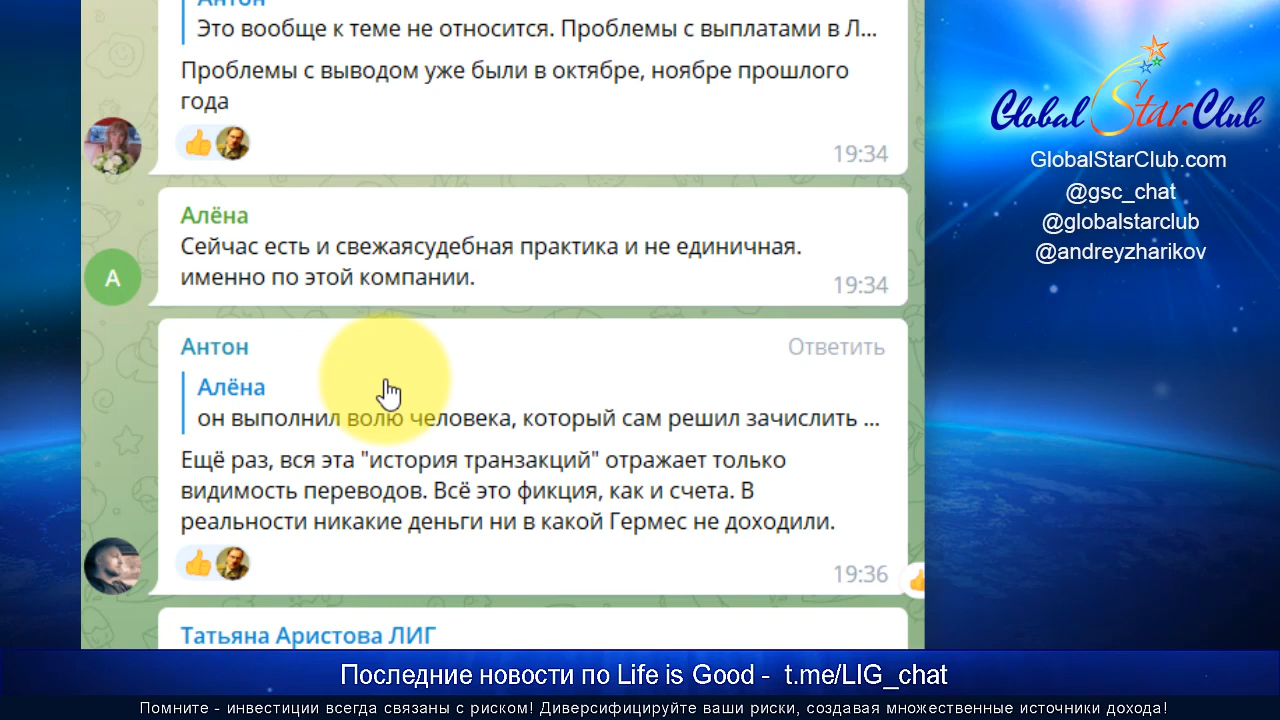 Антон
Это вообще к теме не относится. Проблемы с выплатами в Л...
Проблемы с выводом уже были в октябре, ноябре прошлого
года
19:34
Алёна
Сейчас есть и свежаясудебная практика и не единичная.
именно по этой компании.
А
19:34
Антон
Ответить
Алёна
он выполнил волю человека, который сам решил зачислить ...
Ещё раз, вся эта "история транзакций" отражает только
видимость переводов. Всё это фикция, как и счета. В
реальности никакие деньги ни в какой Гермес не доходили.
19:36
Татьяна Аристова ЛИГ
Global Star.Club
GlobalStarClub.com
@gsc_chat
@globalstarclub
@andreyzharikov
Последние новости по Life is Good - t.me/LIG_chat
Помните - инвестиции всегда связаны с риском! Диверсифицируйте ваши риски, создавая множественные источники дохода!